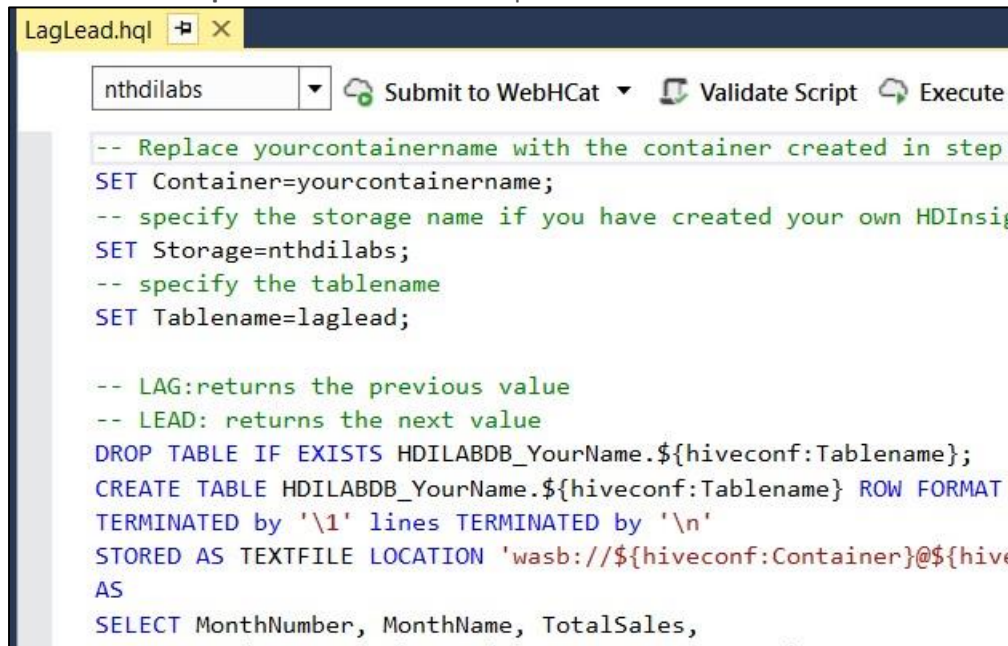 LagLead.hql
nthdilabs Submit to WebHCat Validate Script Execute
-- Replace yourcontainername with the container created in step
SET Container=yourcontainername;
-- specify the storage name if you have created your own
SET Storage=nthdilabs;
-- specify the tablename
SET Tablename=laglead;
-- LAG:returns the previous value
-- LEAD: returns the next value
DROP TABLE IF EXISTS HDILABDB_YourName.${hiveconf:Tablename};
CREATE TABLE HDILABDB_YourName.${hiveconf:Tablename} ROW FORMAT
TERMINATED by '\1' lines TERMINATED by '\n'
STORED AS TEXTFILE LOCATION 'wasb://${hiveconf:Container}@${hive
AS
SELECT MonthNumber, MonthName, TotalSales,